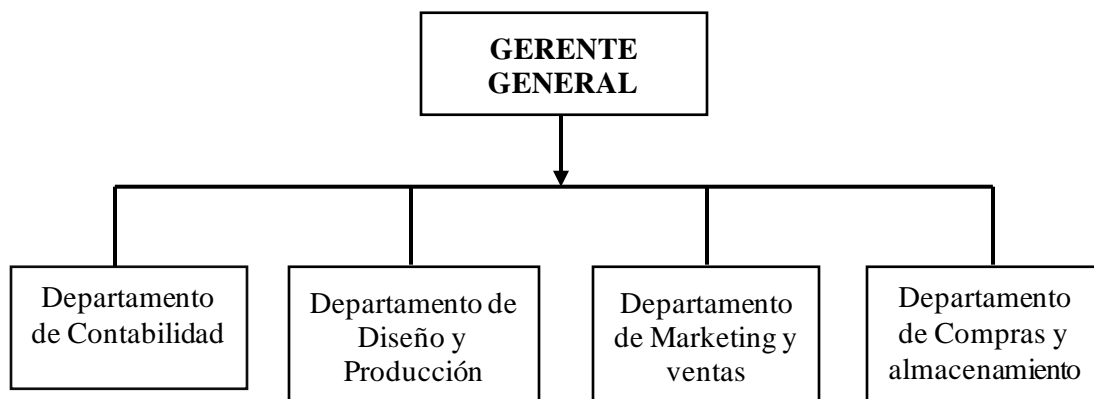 GERENTE
GENERAL
Departamento
de Contabilidad
Departamento de
Diseño y
Producción
Departamento
de Marketing y
ventas
Departamento
de Compras y
almacenamiento